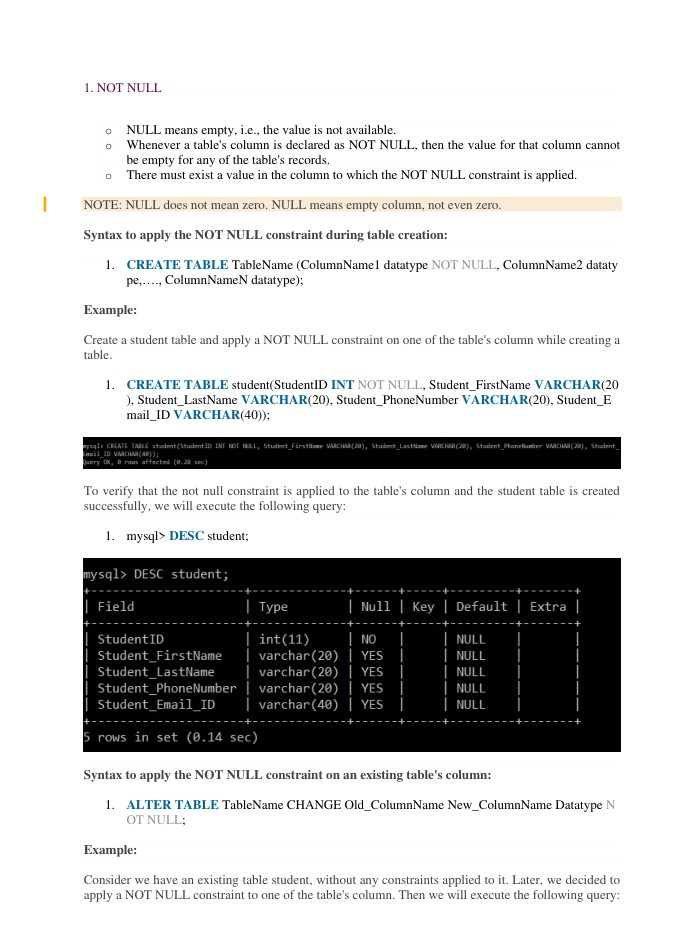 1. NOT NULL
o NULL means empty, i.e., the value is not available.
o Whenever a table's column is declared as NOT NULL, then the value for that column cannot
be empty for any of the table's records.
o There must exist a value in the column to which the NOT NULL constraint is applied.
NOTE: NULL does not mean zero. NULL means empty column, not even zero.
Syntax to apply the NOT NULL constraint during table creation:
1. CREATE TABLE TableName (ColumnName1 datatype NOT NULL, ColumnName2 dataty
pe,…., ColumnNameN datatype);
Example:
Create a student table and apply a NOT NULL constraint on one of the table's column while creating a
table.
1. CREATE TABLE student(StudentID INT NOT NULL, Student_FirstName VARCHAR(20
), Student_LastName VARCHAR(20), Student_PhoneNumber VARCHAR(20), Student_E
mail_ID VARCHAR(40));
mysql> CREATE TABLE student(StudentID INT NOT NULL, Student_FirstName VARCHAR(20), Student_LastName VARCHAR(20), Student_PhoneNumber VARCHAR(20), Student_
Email_ID VARCHAR(40));
Query OK, 0 rows affected (0.28 sec)
To verify that the not null constraint is applied to the table's column and the student table is created
successfully, we will execute the following query:
1. mysql> DESC student;
mysql> DESC student;
+---------------------+-------------+------+-----+---------+-------+
| Field | Type | Null | Key | Default | Extra |
+---------------------+-------------+------+-----+---------+-------+
| StudentID | int(11) | NO | | NULL | |
| Student_FirstName | varchar(20) | YES | | NULL | |
| Student_LastName | varchar(20) | YES | | NULL | |
| Student_PhoneNumber | varchar(20) | YES | | NULL | |
| Student_Email_ID | varchar(40) | YES | | NULL | |
+---------------------+-------------+------+-----+---------+-------+
5 rows in set (0.14 sec)
Syntax to apply the NOT NULL constraint on an existing table's column:
1. ALTER TABLE TableName CHANGE Old_ColumnName New_ColumnName Datatype N
OT NULL;
Example:
Consider we have an existing table student, without any constraints applied to it. Later, we decided to
apply a NOT NULL constraint to one of the table's column. Then we will execute the following query: